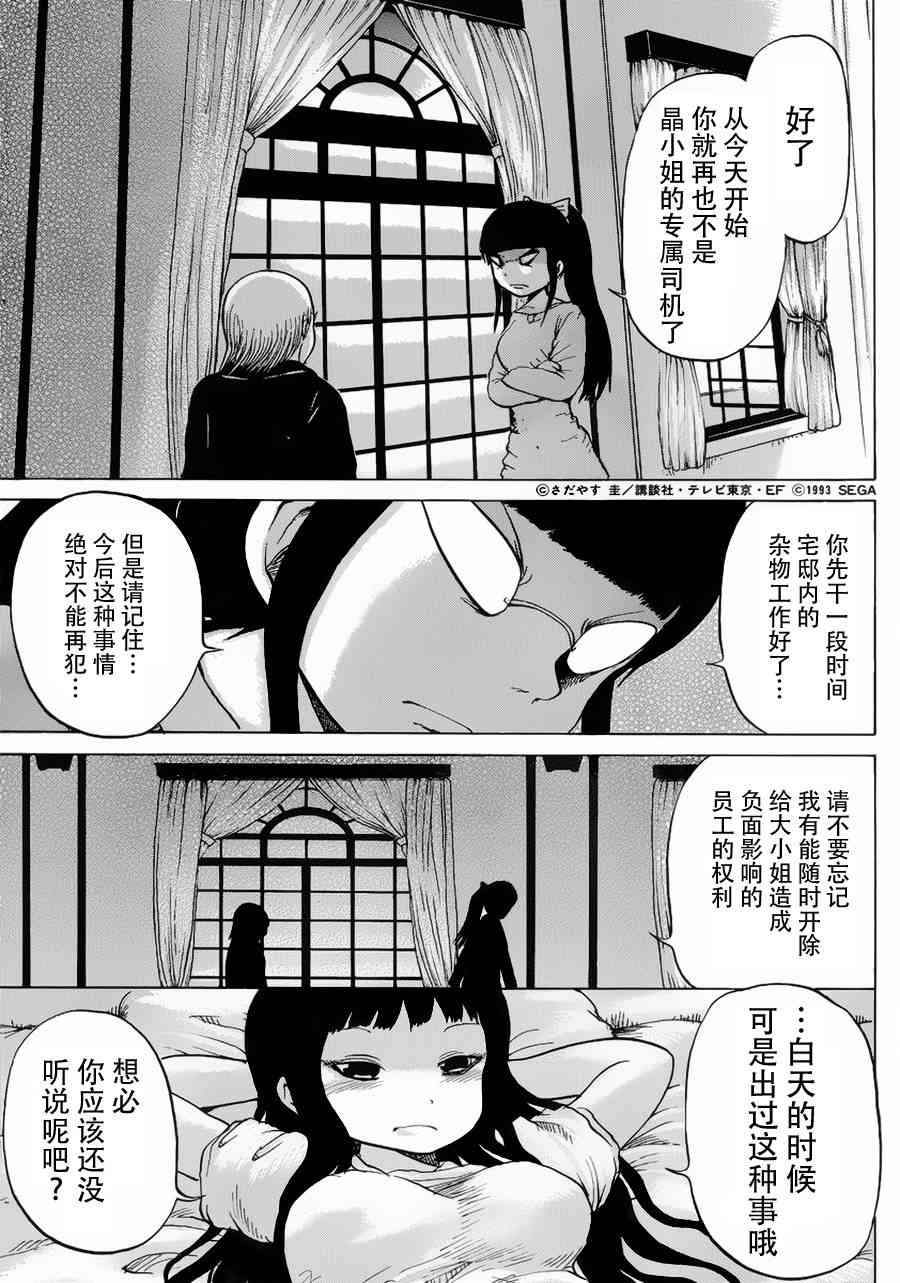 好了
从今天开始
你就再也不是
晶小姐的专属司机了
©さだやす 圭／講談社・テレビ東京・EF ©1993 SEGA
你先干一段时间
宅邸内的
杂物工作好了…
但是请记住…
今后这种事情
绝对不能再犯…
请不要忘记
我有能随时开除
给大小姐造成
负面影响的
员工的权利
…白天的时候
可是出过这种事哦
想必
你应该还没
听说呢吧？